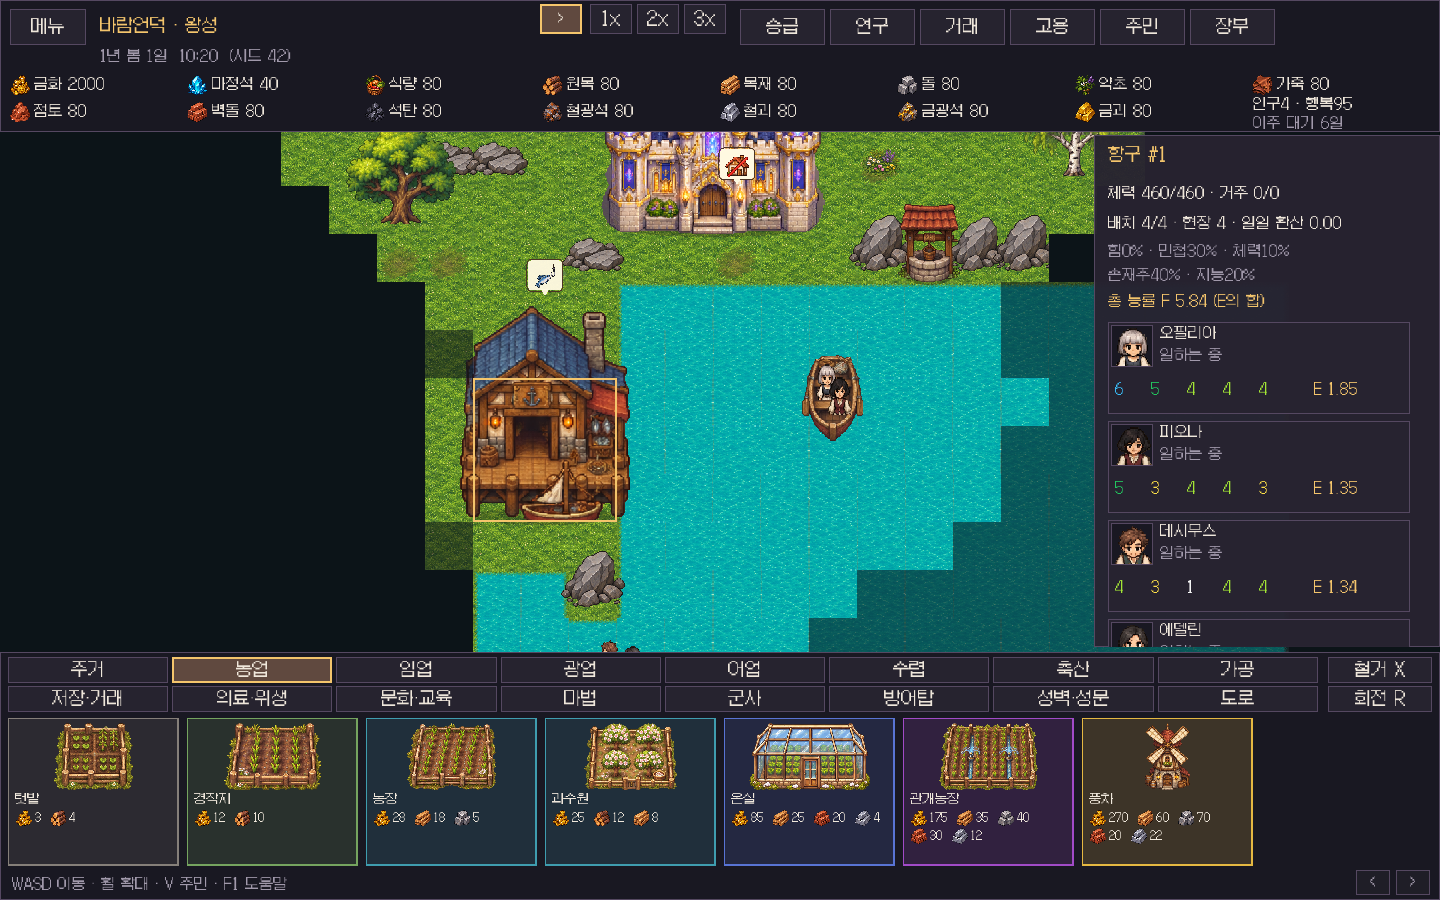 메뉴
바람언덕 · 왕성
1년 봄 1일 10:20 (시드 42)
> 1x 2x 3x
승급 연구 거래 고용 주민 장부
금화 2000 마정석 40 식량 80 원목 80 목재 80 돌 80 약초 80 가죽 80
점토 80 벽돌 80 석탄 80 철광석 80 철괴 80 금광석 80 금괴 80
인구4 · 행복95
이주 대기 6일
항구 #1
체력 460/460 · 거주 0/0
배치 4/4 · 현장 4 · 일일 환산 0.00
힘0% · 민첩30% · 체력10%
손재주40% · 지능20%
총 능률 F 5.84 (E의 합)
오필리아
일하는 중
6 5 4 4 4 E 1.85
피오나
일하는 중
5 3 4 4 3 E 1.35
데시무스
일하는 중
4 3 1 4 4 E 1.34
에델린
주거 농업 임업 광업 어업 수렵 축산 가공 철거 X
저장·거래 의료·위생 문화·교육 마법 군사 방어탑 성벽·성문 도로 회전 R
텃밭
3 4
경작지
12 10
농장
28 18 5
과수원
25 12 8
온실
85 25 20 4
관개농장
175 35 40
30 12
풍차
270 60 70
20 22
WASD 이동 · 휠 확대 · V 주민 · F1 도움말
< >